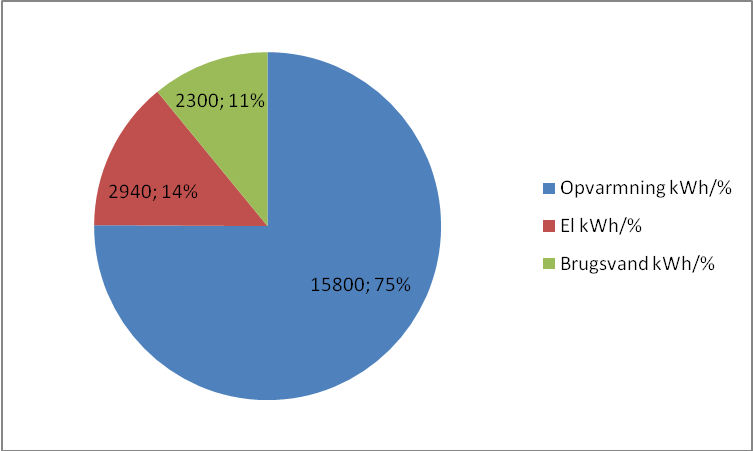 2300; 11%
2940; 14%
15800; 75%
Opvarmning kWh/%
El kWh/%
Brugsvand kWh/%